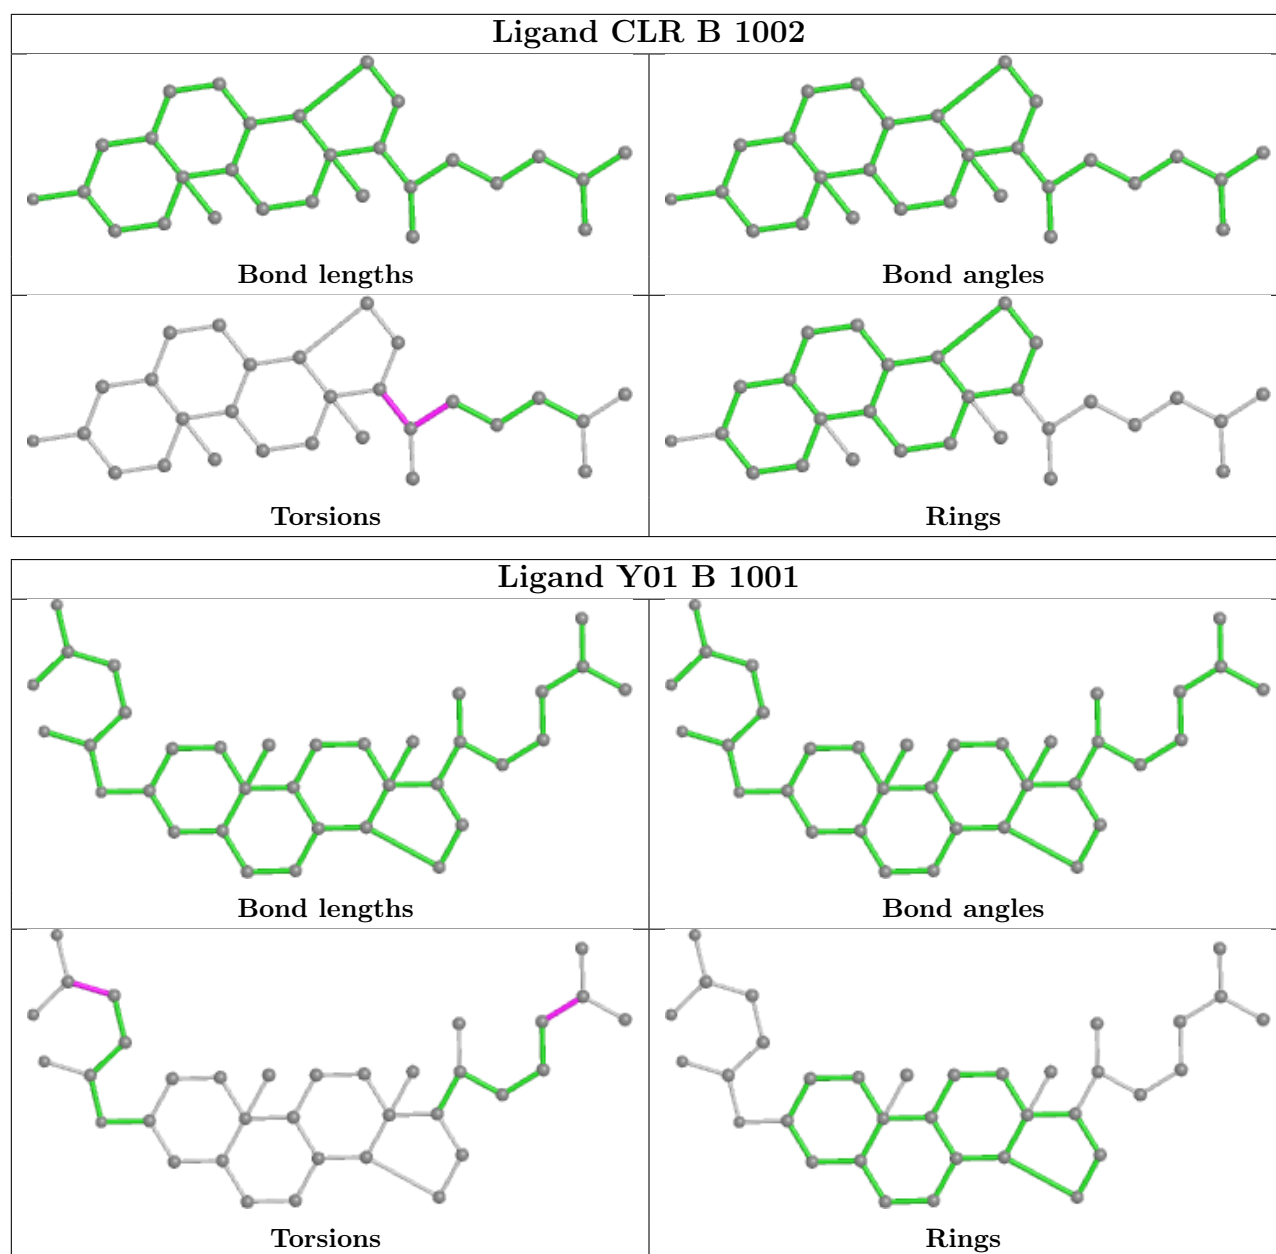 Ligand CLR B 1002
Bond lengths
Bond angles
Torsions
Rings
Ligand Y01 B 1001
Bond lengths
Bond angles
Torsions
Rings